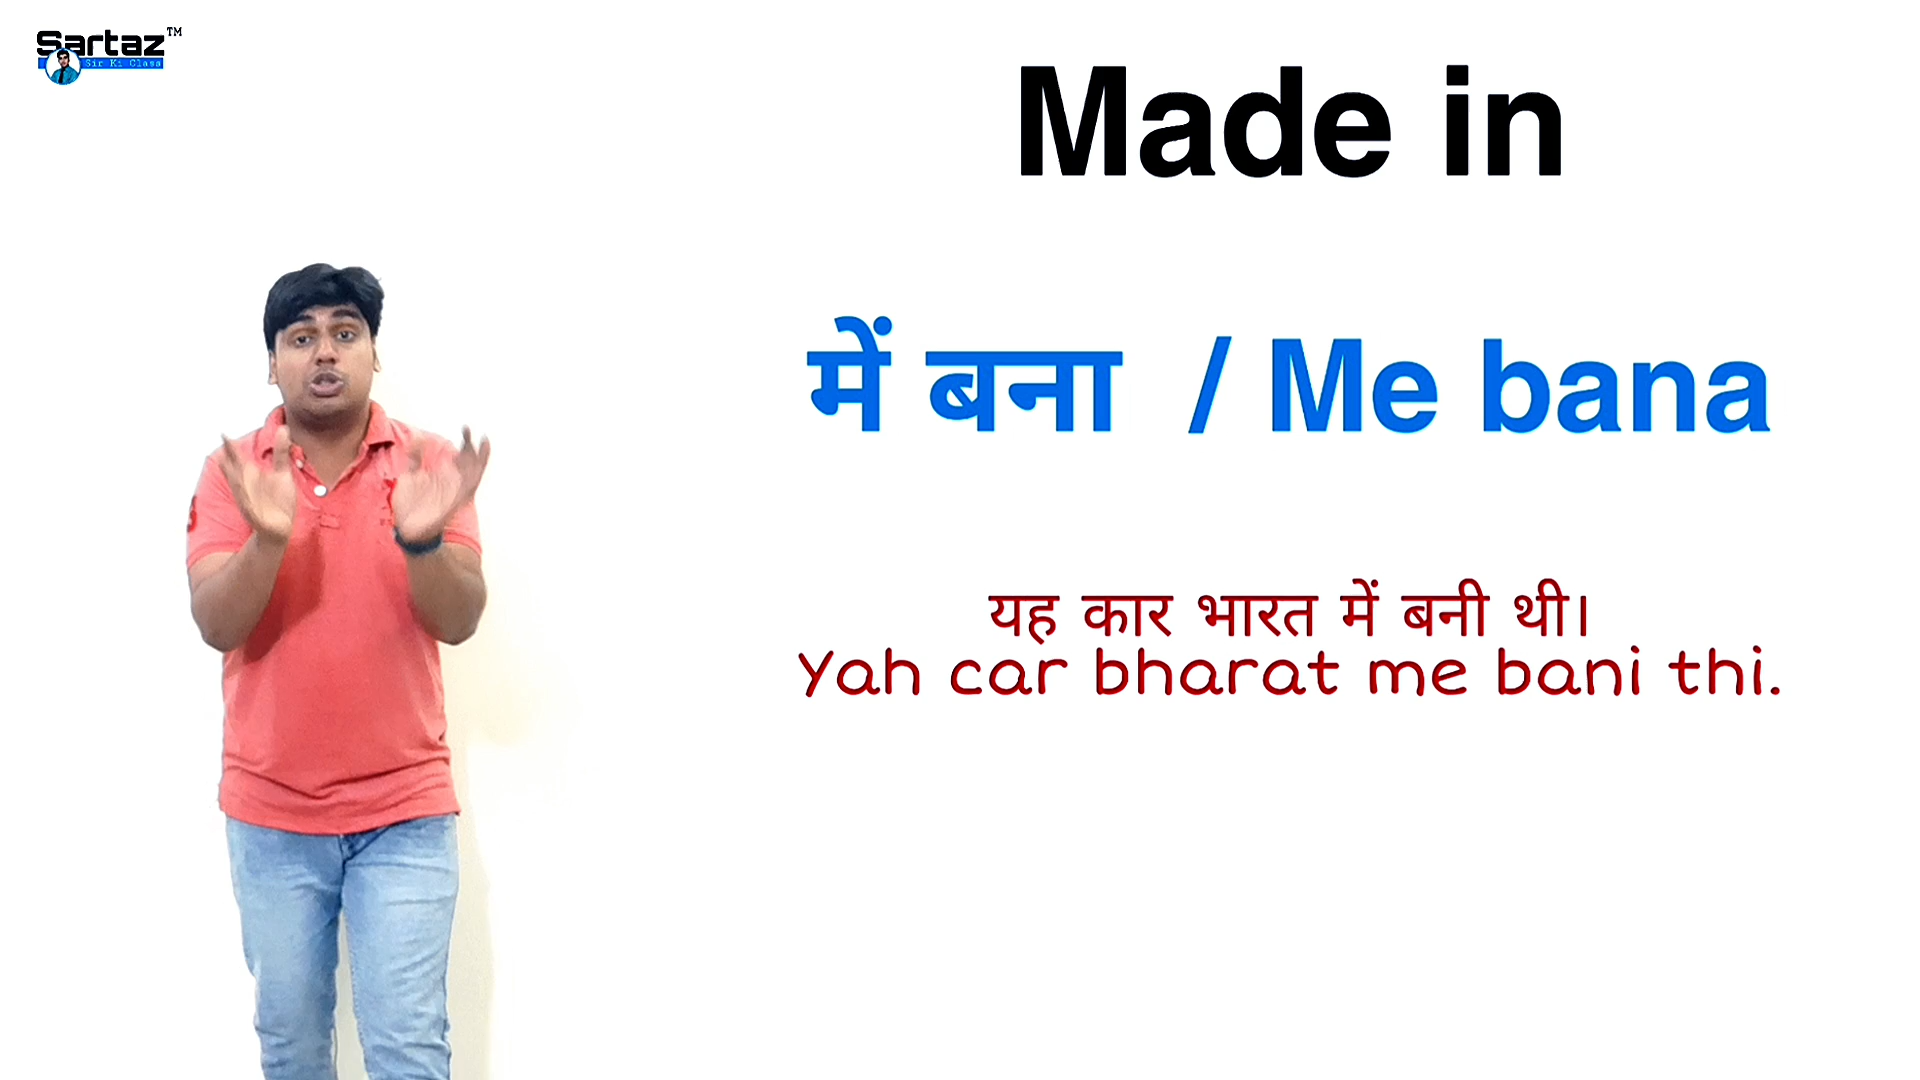 Sartaz™
Sir Ki Class
Made in
में बना / Me bana
यह कार भारत में बनी थी।
Yah car bharat me bani thi.